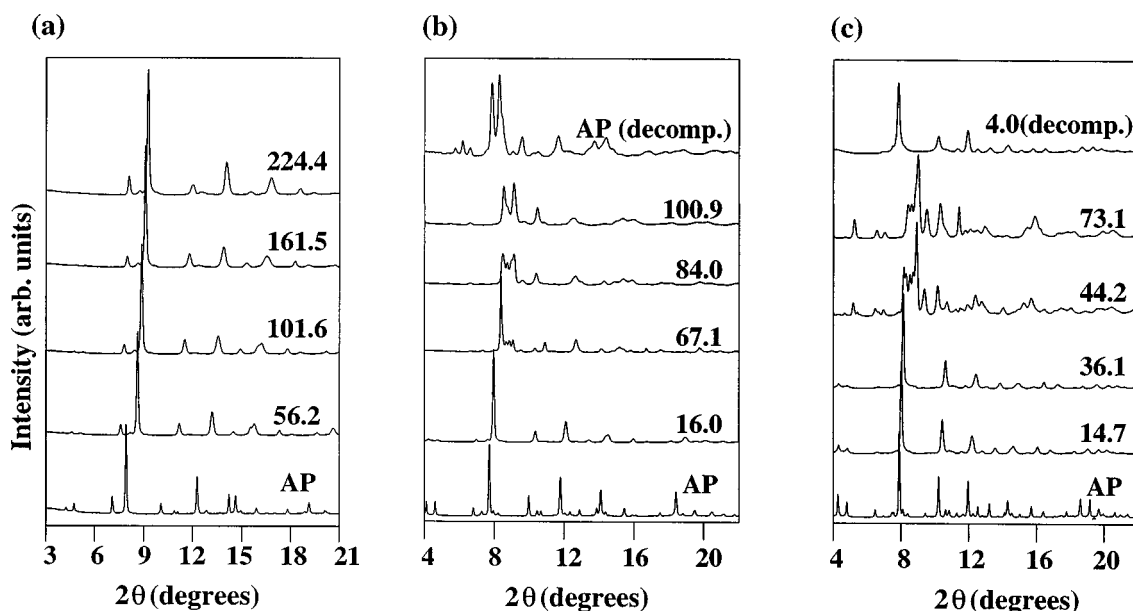 (a)
224.4
161.5
101.6
56.2
AP
Intensity (arb. units)
3 6 9 12 15 18 21
2θ (degrees)
(b)
AP (decomp.)
100.9
84.0
67.1
16.0
AP
4 8 12 16 20
2θ (degrees)
(c)
4.0(decomp.)
73.1
44.2
36.1
14.7
AP
4 8 12 16 20
2θ (degrees)